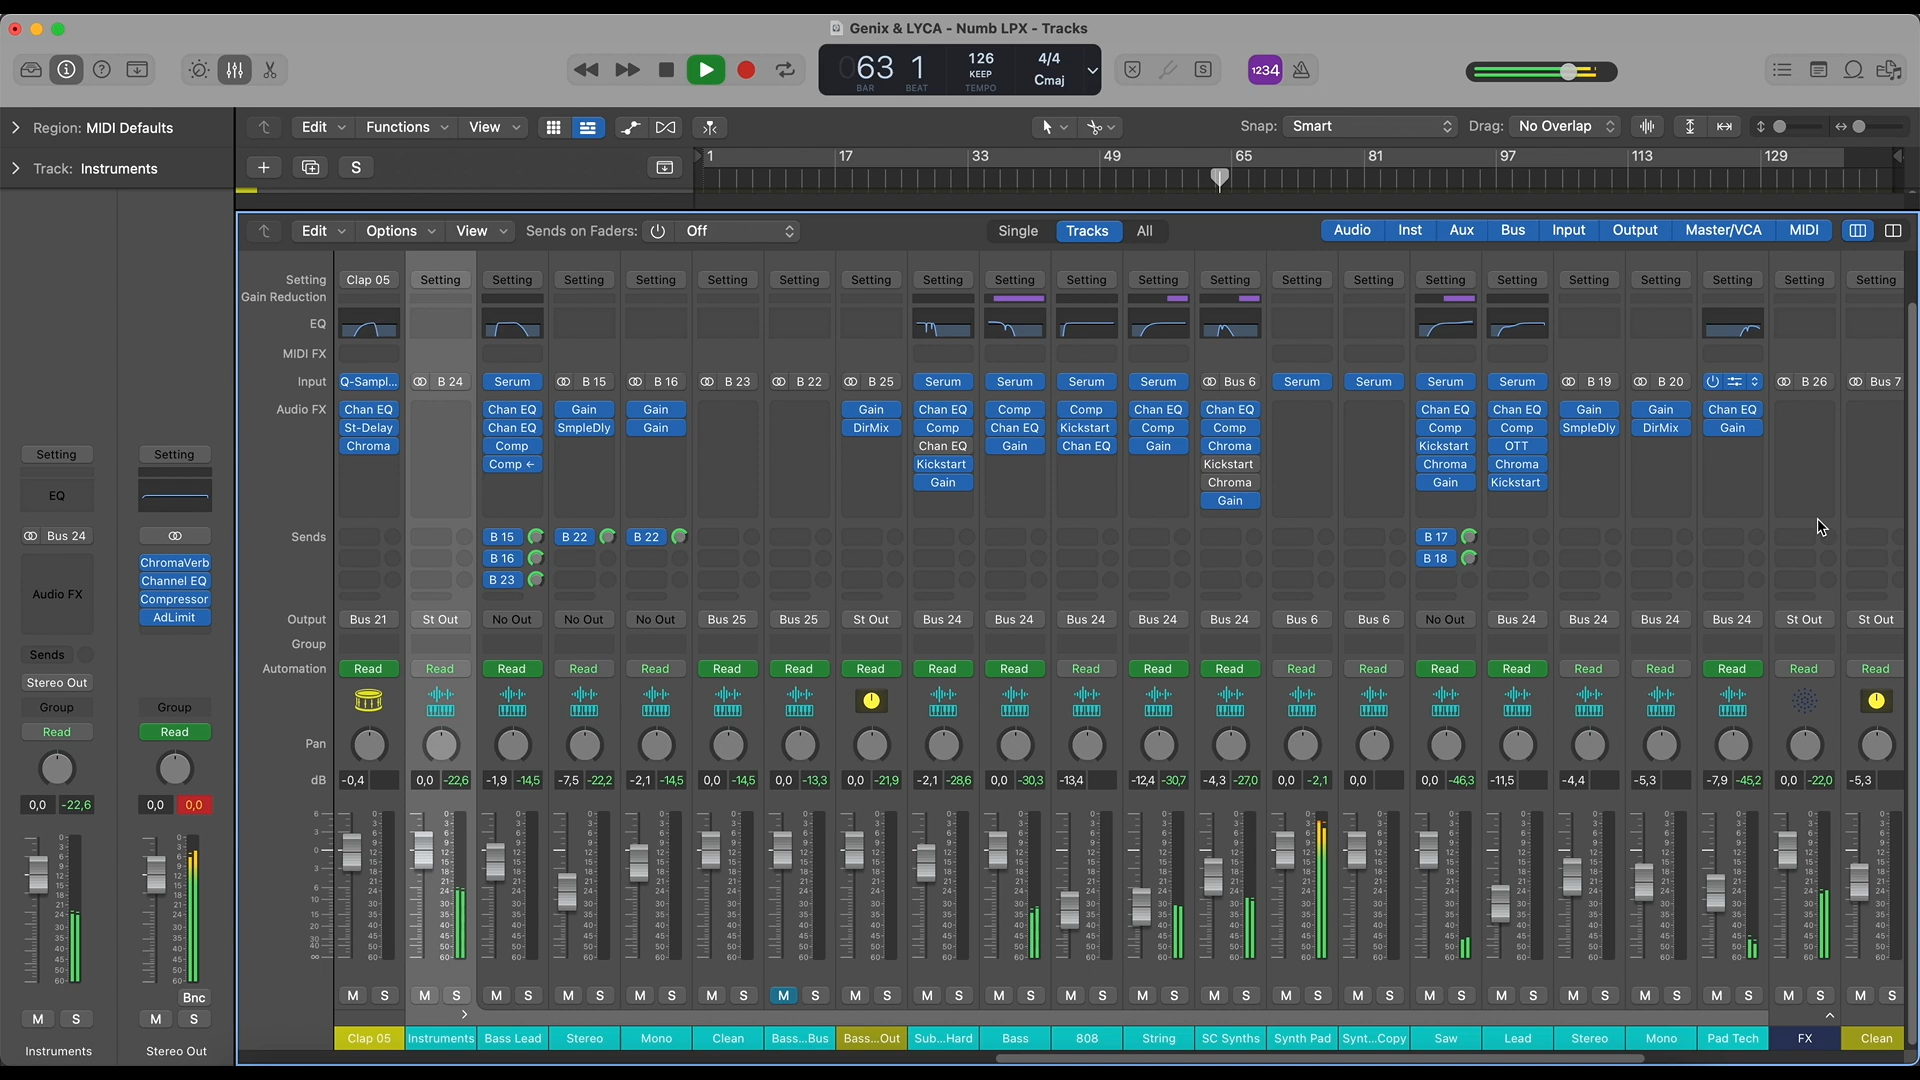 Genix & LYCA - Numb LPX - Tracks
063 1 126 4/4
KEEP Cmaj
BAR BEAT TEMPO
1234
S
Region: MIDI Defaults
Edit Functions View
Snap: Smart Drag: No Overlap
Track: Instruments
S
1 17 33 49 65 81 97 113 129
Edit Options View Sends on Faders: Off
Single Tracks All
Audio Inst Aux Bus Input Output Master/VCA MIDI
Setting Clap 05 Setting Setting Setting Setting Setting Setting Setting Setting Setting Setting Setting Setting Setting Setting Setting Setting Setting Setting Setting Setting Setting
Gain Reduction
EQ
MIDI FX
Input Q-Sampl... B 24 Serum B 15 B 16 B 23 B 22 B 25 Serum Serum Serum Serum Bus 6 Serum Serum Serum Serum B 19 B 20 B 26 Bus 7
Audio FX Chan EQ Chan EQ Gain Gain Gain Chan EQ Comp Comp Chan EQ Chan EQ Chan EQ Chan EQ Gain Gain Chan EQ
St-Delay Chan EQ SmpleDly Gain DirMix Comp Chan EQ Kickstart Comp Comp Comp Comp SmpleDly DirMix Gain
Chroma Comp Chan EQ Gain Chan EQ Gain Chroma Kickstart OTT
Comp ← Kickstart Kickstart Chroma Chroma
Gain Chroma Gain Kickstart
Gain
Sends B 15 B 22 B 22 B 17
B 16 B 18
B 23
Output Bus 21 St Out No Out No Out No Out Bus 25 Bus 25 St Out Bus 24 Bus 24 Bus 24 Bus 24 Bus 24 Bus 6 Bus 6 No Out Bus 24 Bus 24 Bus 24 Bus 24 St Out St Out
Group
Automation Read Read Read Read Read Read Read Read Read Read Read Read Read Read Read Read Read Read Read Read Read Read
Pan
dB -0,4 0,0 -22,6 -1,9 -14,5 -7,5 -22,2 -2,1 -14,5 0,0 -14,5 0,0 -13,3 0,0 -21,9 -2,1 -28,6 0,0 -30,3 -13,4 -12,4 -30,7 -4,3 -27,0 0,0 -2,1 0,0 0,0 -46,3 -11,5 -4,4 -5,3 -7,9 -45,2 0,0 -22,0 -5,3
M S M S M S M S M S M S M S M S M S M S M S M S M S M S M S M S M S M S M S M S M S M S
Clap 05 Instruments Bass Lead Stereo Mono Clean Bass...Bus Bass...Out Sub...Hard Bass 808 String SC Synths Synth Pad Synt...Copy Saw Lead Stereo Mono Pad Tech FX Clean
Setting Setting
EQ
Bus 24
ChromaVerb
Channel EQ
Audio FX Compressor
AdLimit
Sends
Stereo Out
Group Group
Read Read
0,0 -22,6 0,0 0,0
Bnc
M S M S
Instruments Stereo Out